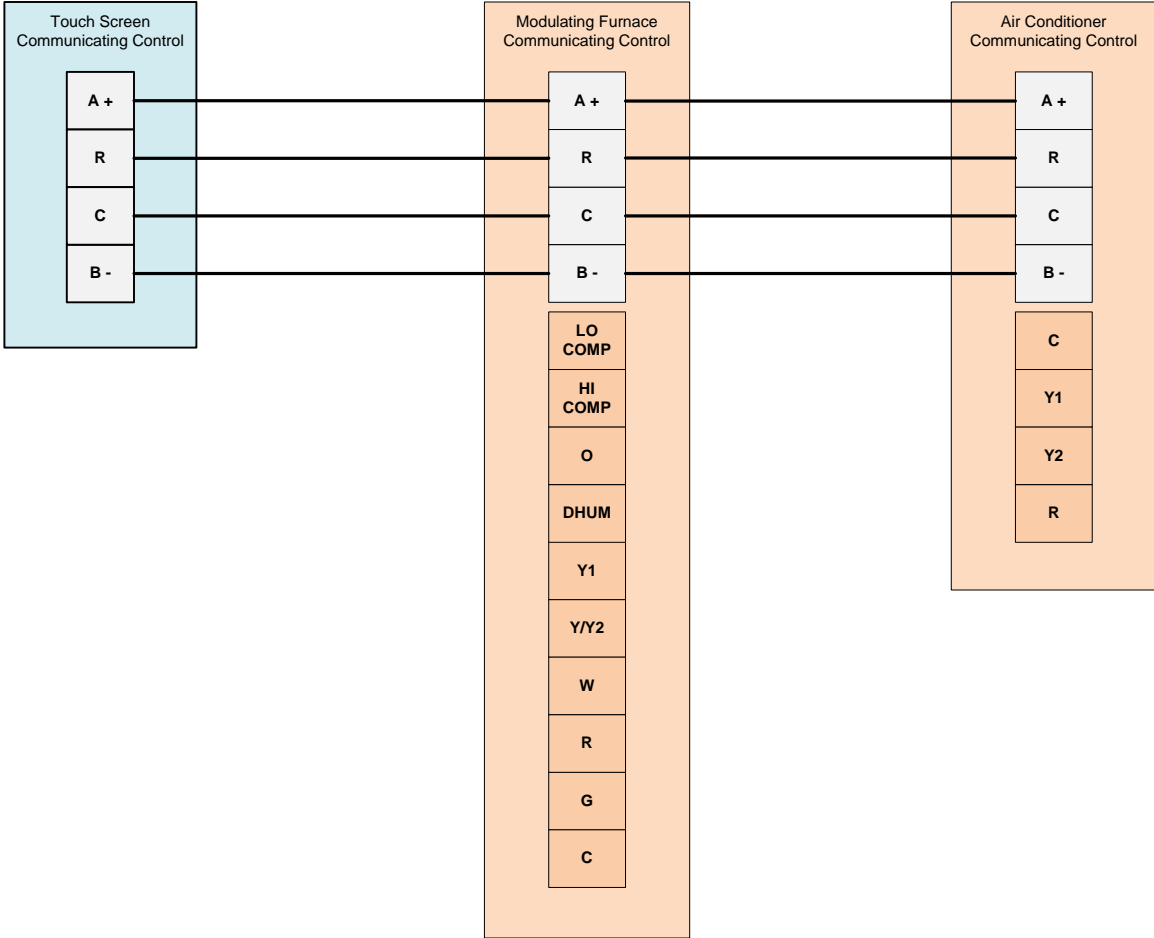 Touch Screen
Communicating Control
A +
R
C
B -
Modulating Furnace
Communicating Control
A +
R
C
B -
LO
COMP
HI
COMP
O
DHUM
Y1
Y/Y2
W
R
G
C
Air Conditioner
Communicating Control
A +
R
C
B -
C
Y1
Y2
R